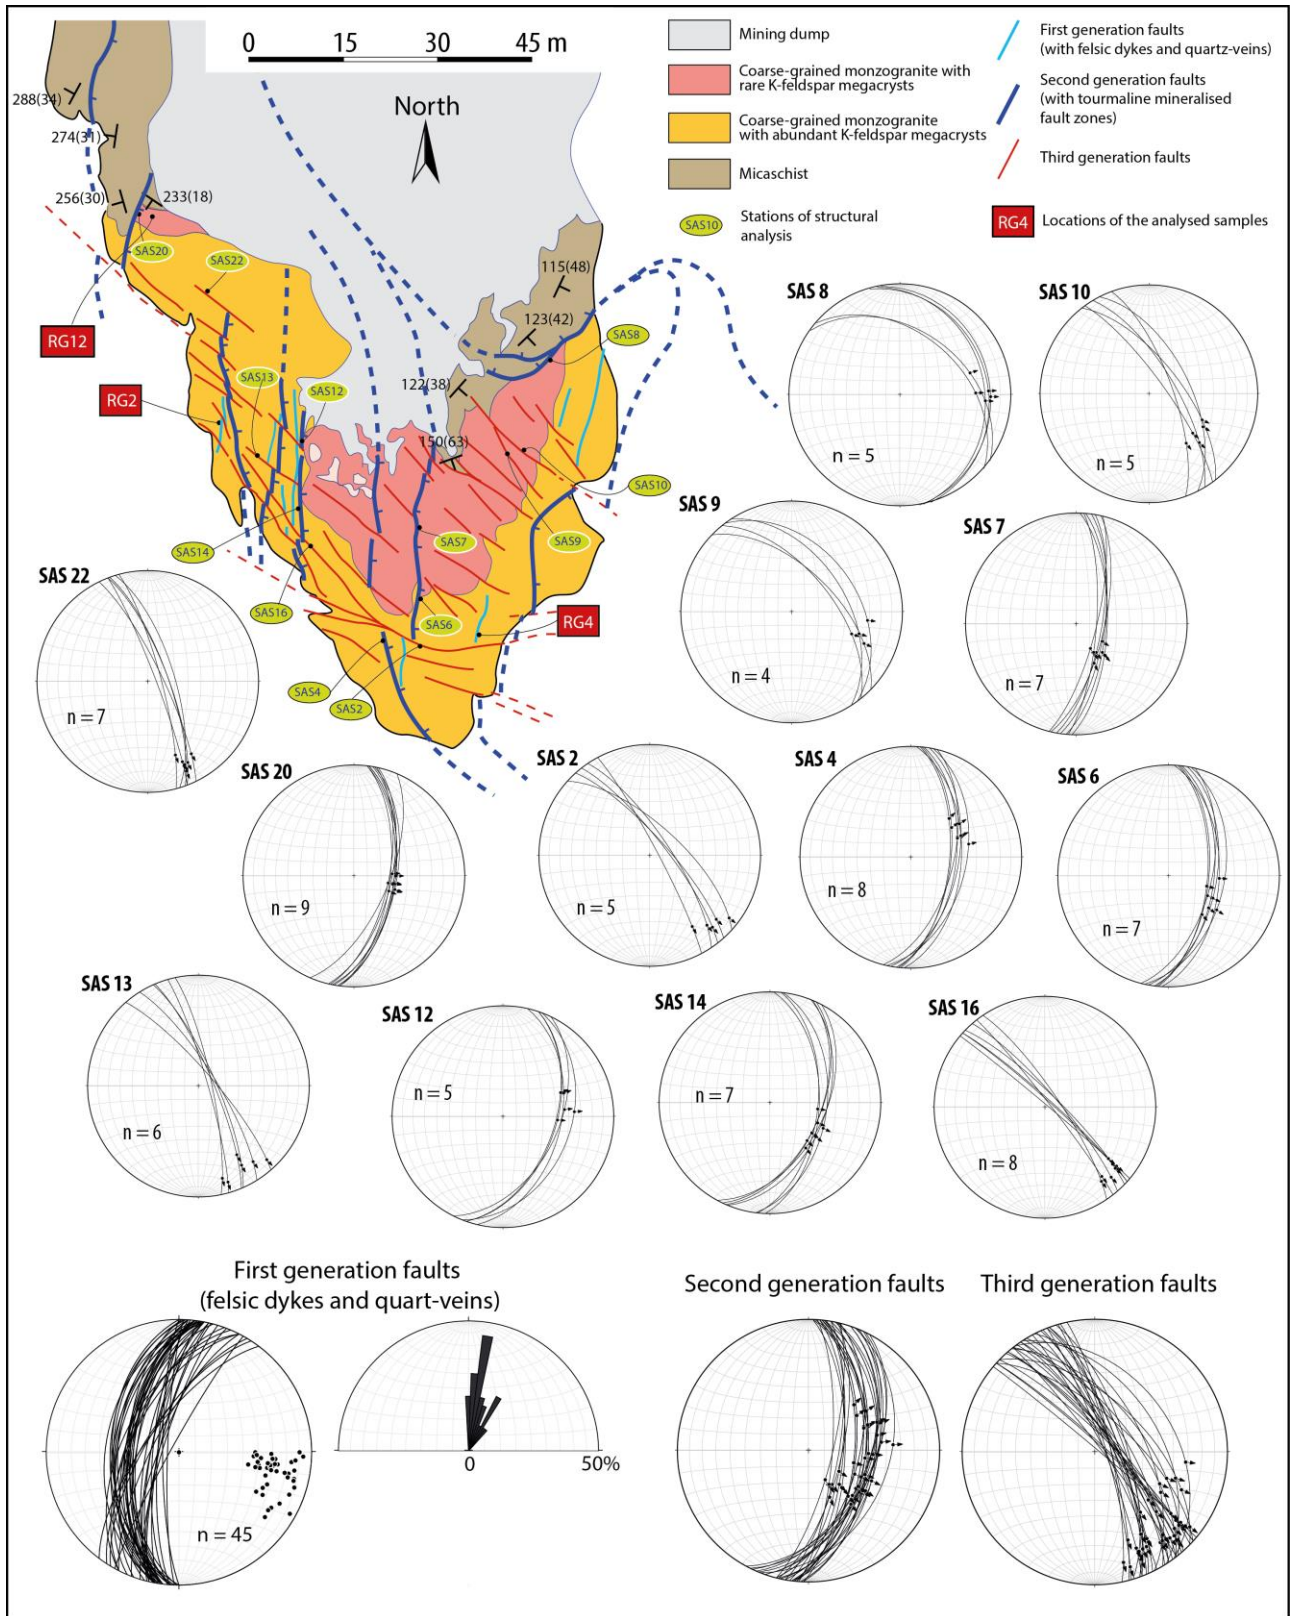 0 15 30 45 m
North
Mining dump
Coarse-grained monzogranite with
rare K-feldspar megacrysts
Coarse-grained monzogranite
with abundant K-feldspar megacrysts
Micaschist
SAS10
Stations of structural
analysis
First generation faults
(with felsic dykes and quartz-veins)
Second generation faults
(with tourmaline mineralised
fault zones)
Third generation faults
RG4
Locations of the analysed samples
288(34)
274(31)
256(30)
233(18)
SAS20
SAS22
115(48)
123(42)
SAS8
RG12
SAS13
SAS12
122(38)
RG2
150(63)
SAS10
SAS14
SAS7
SAS9
SAS16
SAS6
RG4
SAS4
SAS2
SAS 8
n = 5
SAS 10
n = 5
SAS 9
n = 4
SAS 7
n = 7
SAS 22
n = 7
SAS 20
n = 9
SAS 2
n = 5
SAS 4
n = 8
SAS 6
n = 7
SAS 13
n = 6
SAS 12
n = 5
SAS 14
n = 7
SAS 16
n = 8
First generation faults
(felsic dykes and quart-veins)
n = 45
0 50%
Second generation faults
Third generation faults